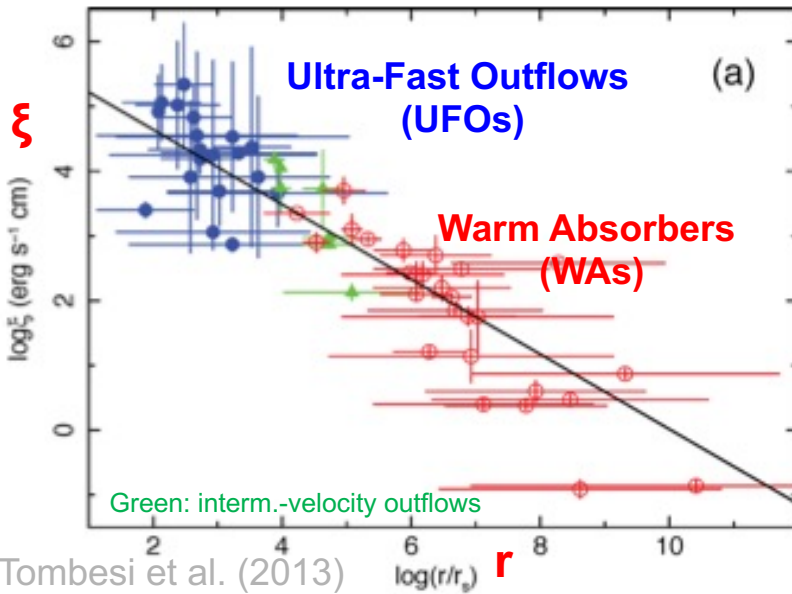 6
4
2
0
ξ
logξ (erg s⁻¹ cm)
Ultra-Fast Outflows
(UFOs)
(a)
Warm Absorbers
(WAs)
Green: interm.-velocity outflows
2 4 6 8 10
log(r/rₛ)
r
Tombesi et al. (2013)